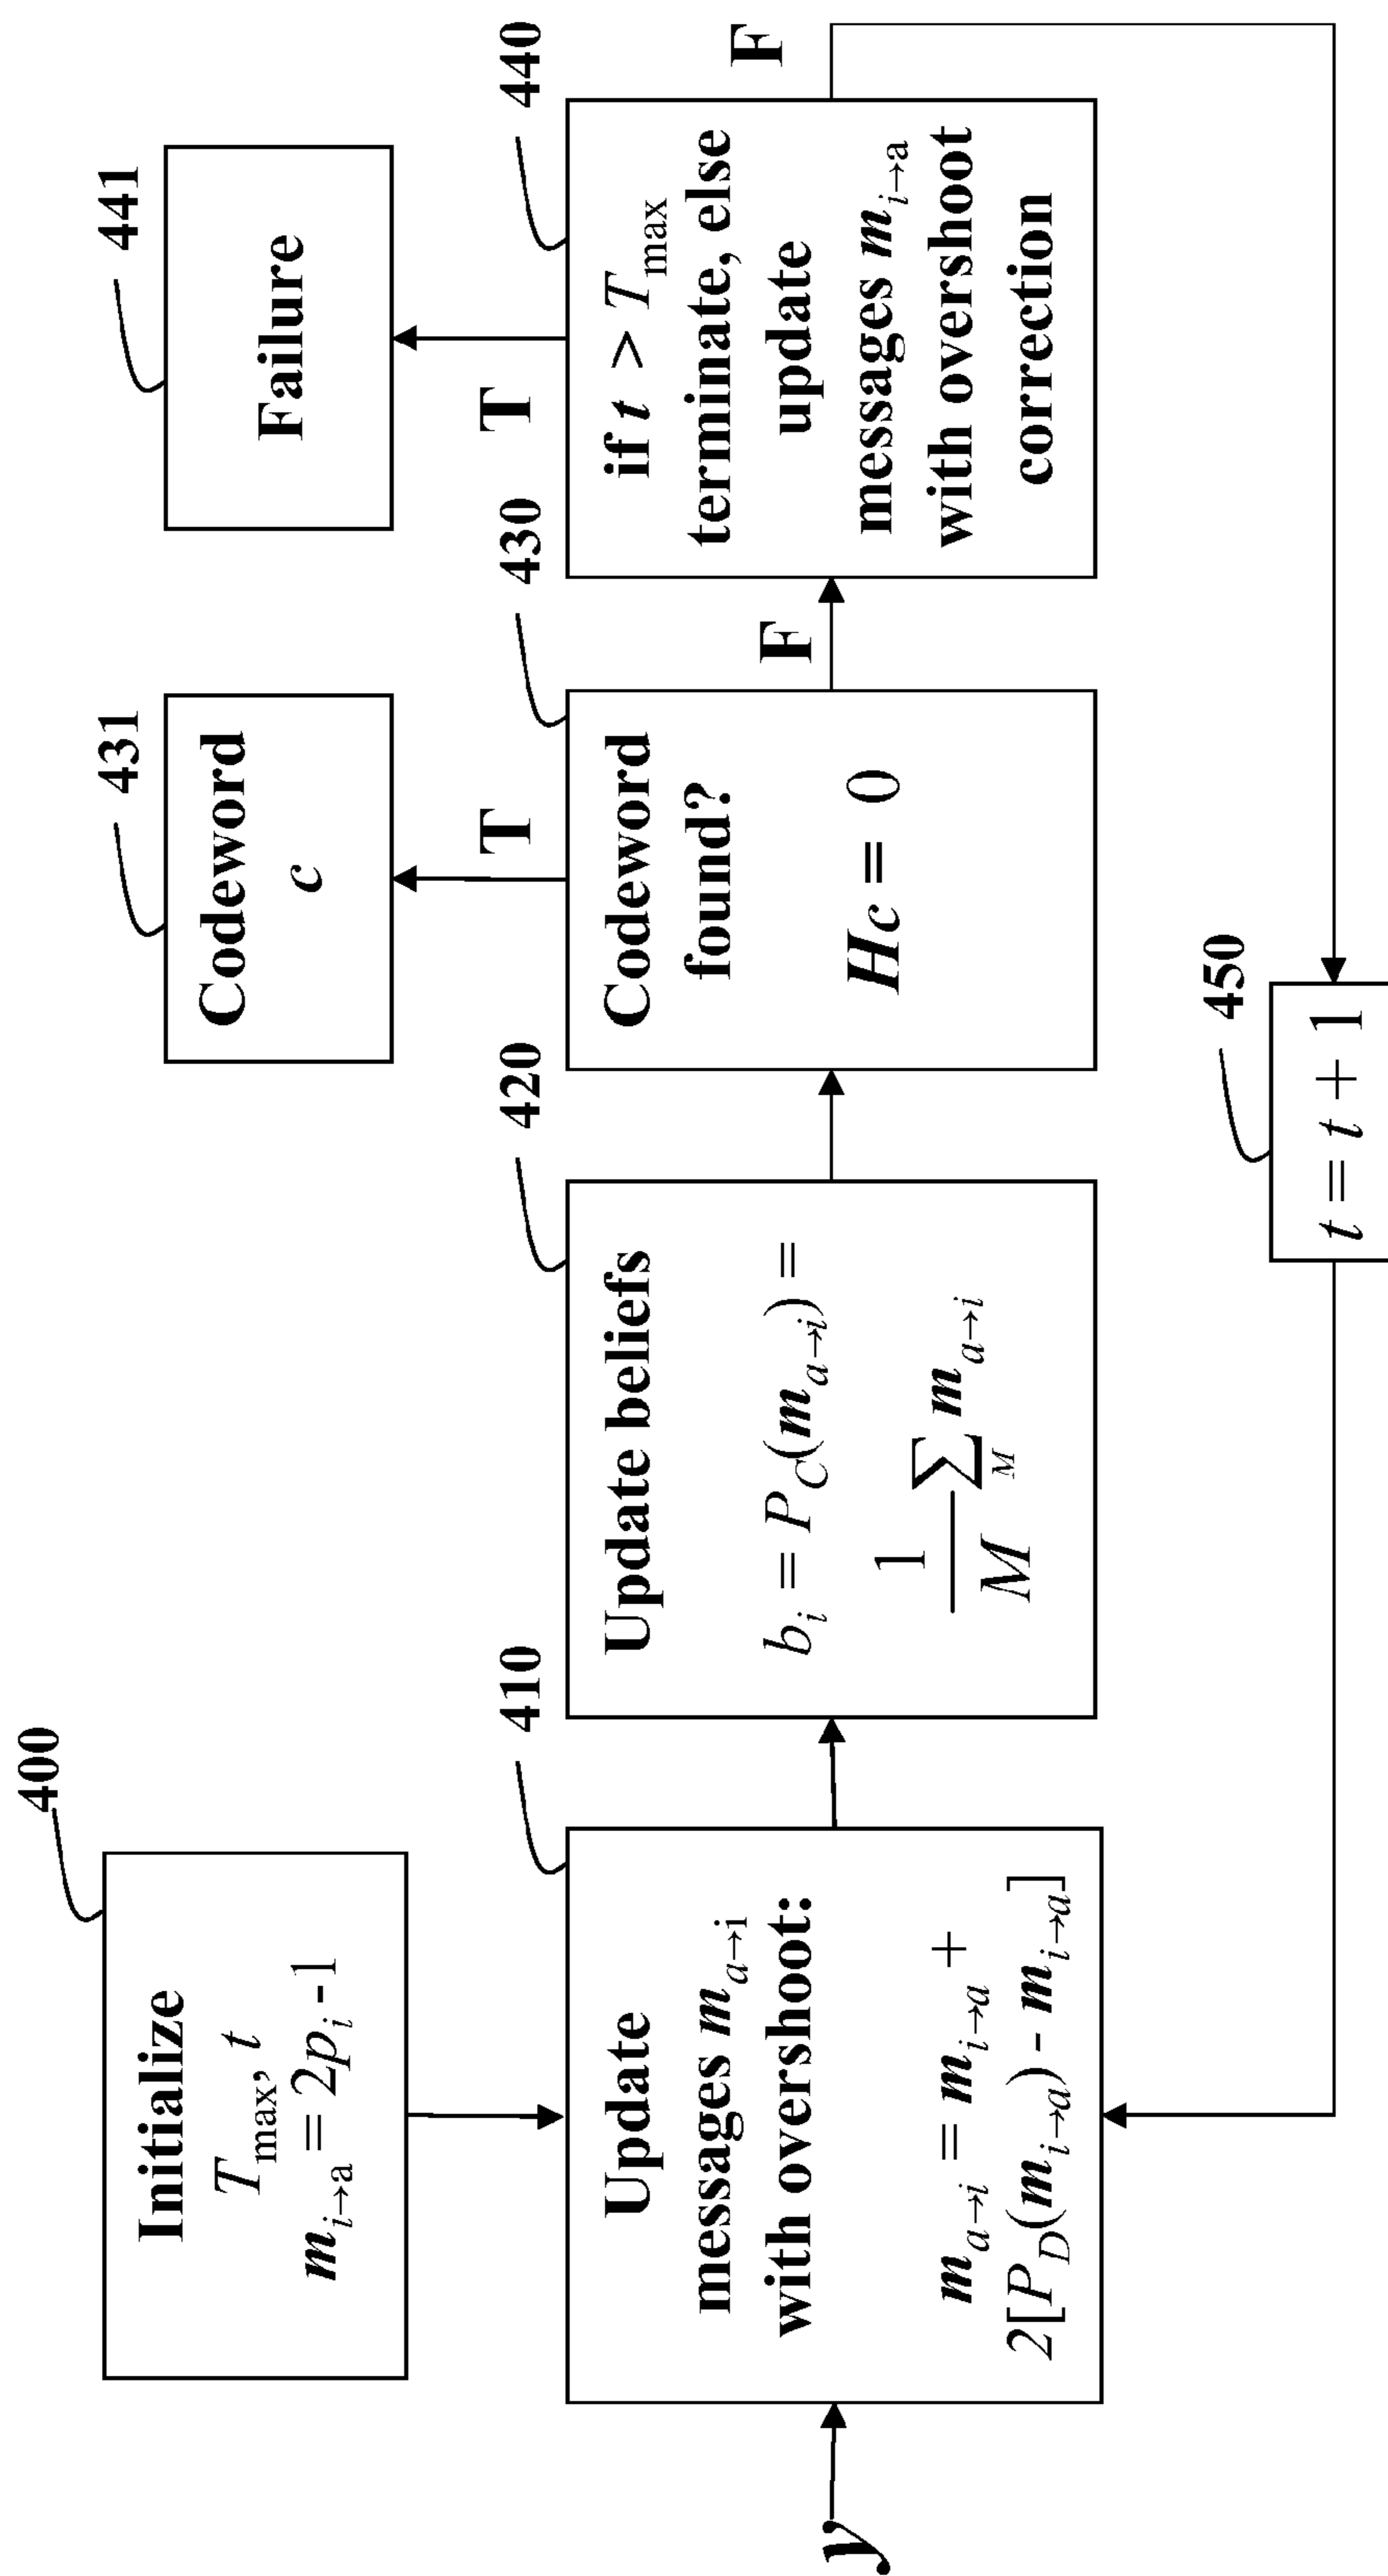 400
Initialize
T_max, t
m_i→a = 2p_i -1
y
410
Update
messages m_a→i
with overshoot:
m_a→i = m_i→a +
2[P_D(m_i→a) - m_i→a]
420
Update beliefs
b_i = P_C(m_a→i) =
1/M ∑_M m_a→i
430
Codeword
found?
Hc = 0
T
431
Codeword
c
F
440
if t > T_max
terminate, else
update
messages m_i→a
with overshoot
correction
T
441
Failure
F
450
t = t + 1